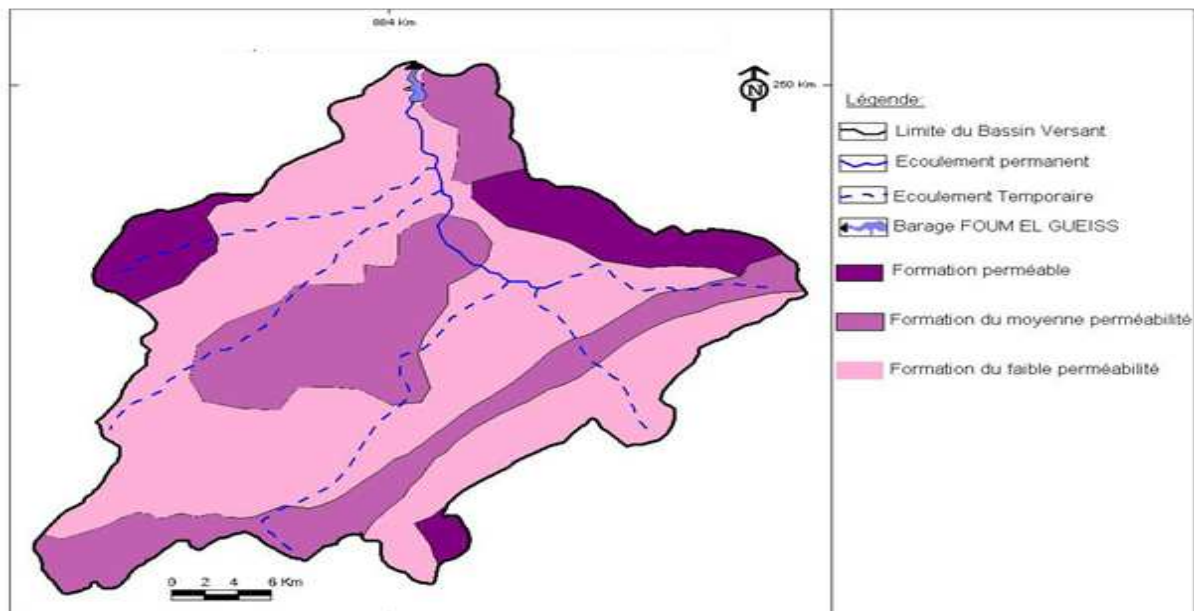 884 Km
250 Km
N
Légende:
Limite du Bassin Versant
Ecoulement permanent
Ecoulement Temporaire
Barage FOUM EL GUEISS
Formation perméable
Formation du moyenne perméabilité
Formation du faible perméabilité
0 2 4 6 Km